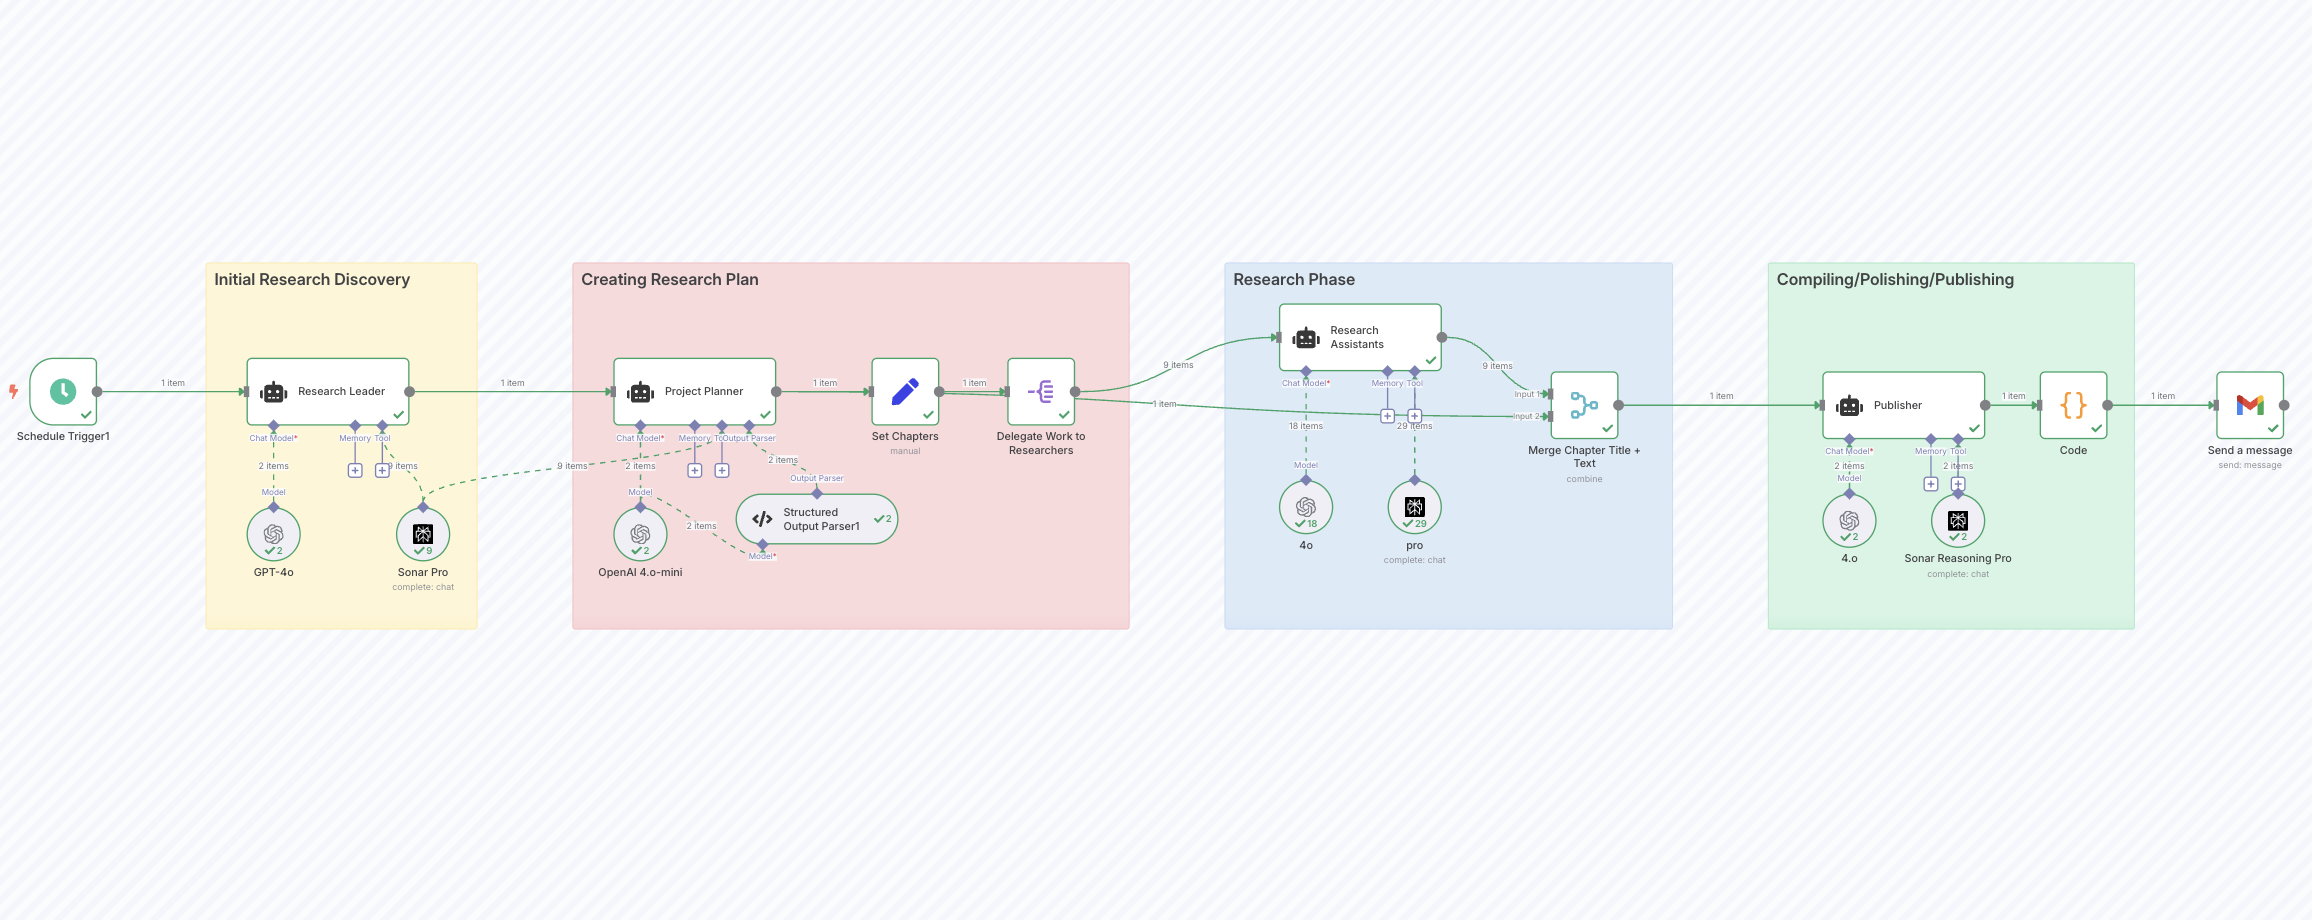 Initial Research Discovery
Creating Research Plan
Research Phase
Compiling/Polishing/Publishing
Schedule Trigger1
1 item
Research Leader
Chat Model*
Memory
Tool
2 items
9 items
Model
GPT-4o
2
Sonar Pro
complete: chat
9
1 item
9 items
Project Planner
Chat Model*
Memory
To
Output Parser
2 items
2 items
Model
Output Parser
Structured
Output Parser1
2
2 items
Model*
2
OpenAI 4.o-mini
1 item
Set Chapters
manual
1 item
Delegate Work to
Researchers
9 items
1 item
Research
Assistants
Chat Model*
Memory
Tool
18 items
29 items
Model
18
4o
29
pro
complete: chat
9 items
Input 1
Input 2
Merge Chapter Title +
Text
combine
1 item
Publisher
Chat Model*
Memory
Tool
2 items
2 items
Model
2
4.o
2
Sonar Reasoning Pro
complete: chat
1 item
{}
Code
1 item
Send a message
send: message